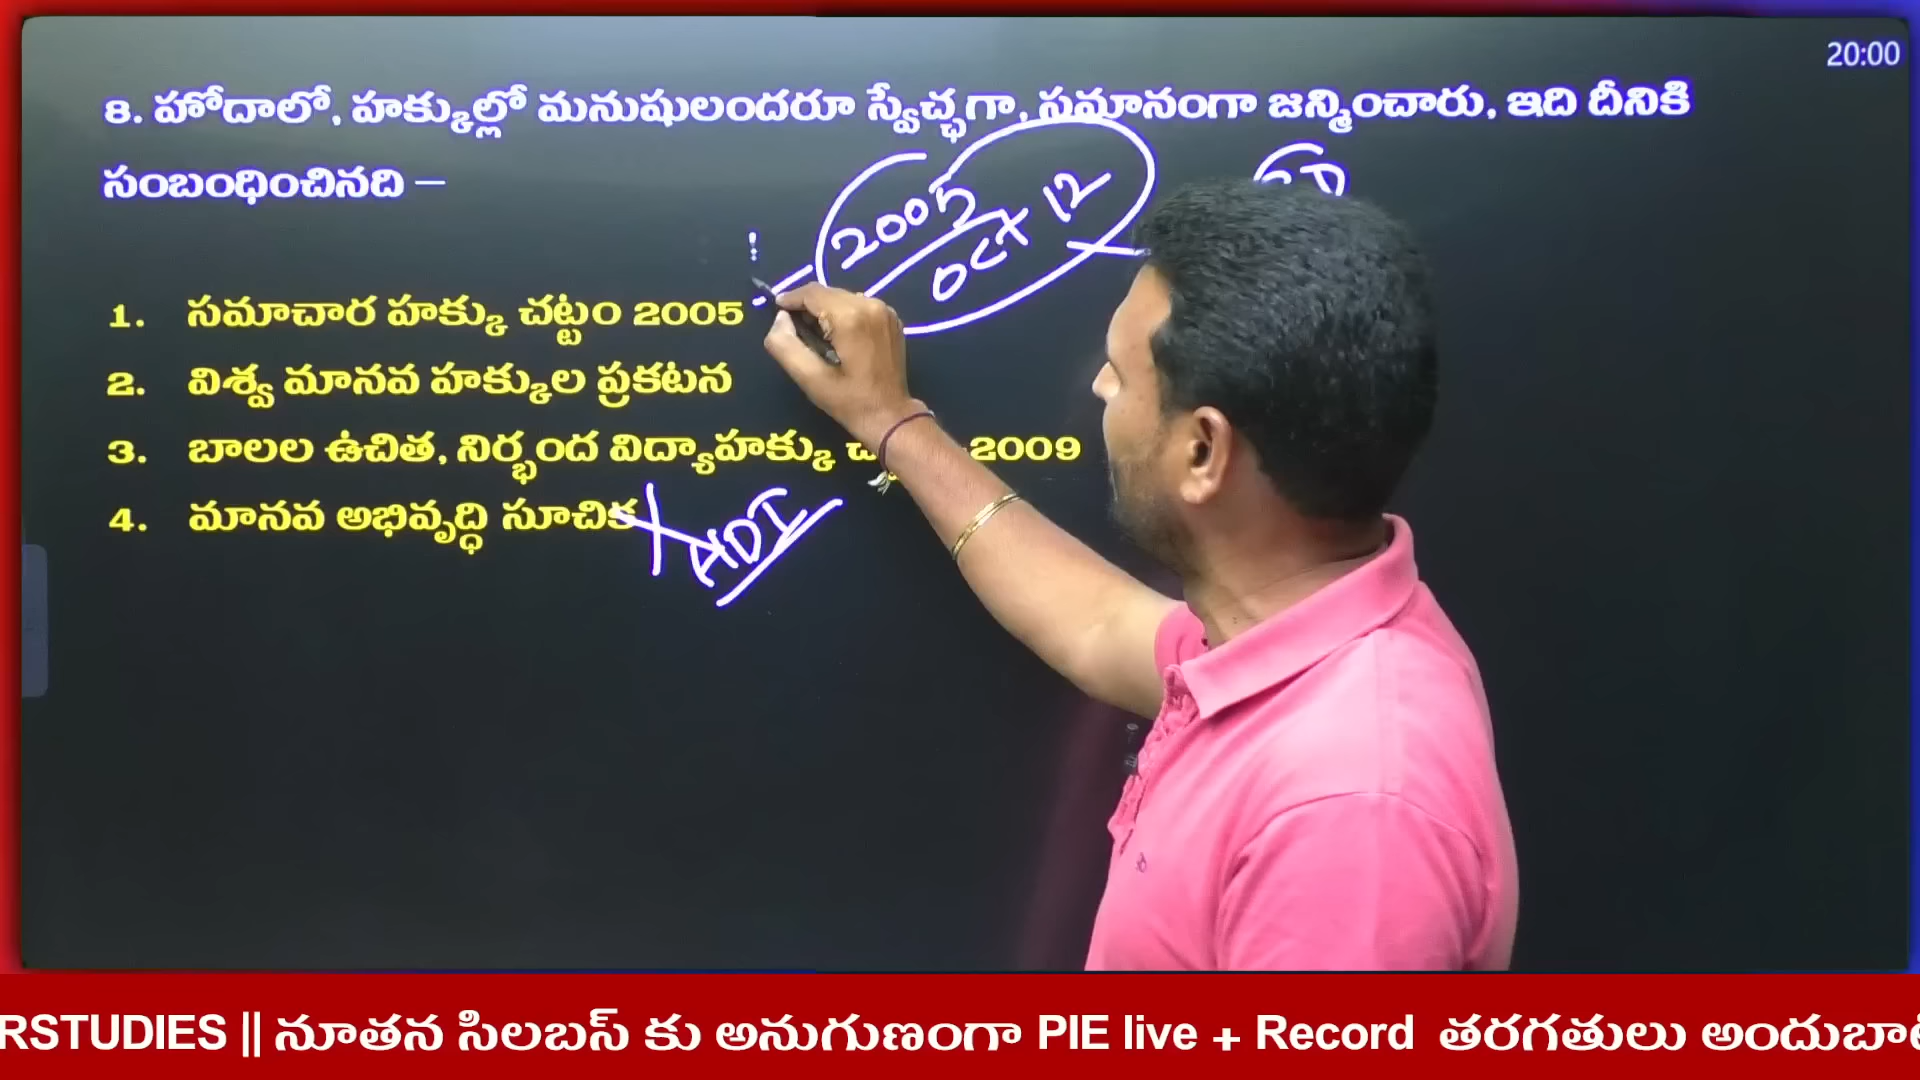 20:00
8. హోదాలో, హక్కుల్లో మనుషులందరూ స్వేచ్ఛగా, సమానంగా జన్మించారు, ఇది దీనికి
సంబంధించినది –
2005
OCT 12
1. సమాచార హక్కు చట్టం 2005
2. విశ్వ మానవ హక్కుల ప్రకటన
3. బాలల ఉచిత, నిర్భంద విద్యాహక్కు 2009
4. మానవ అభివృద్ధి సూచిక
HDI
RSTUDIES || నూతన సిలబస్ కు అనుగుణంగా PIE live + Record తరగతులు